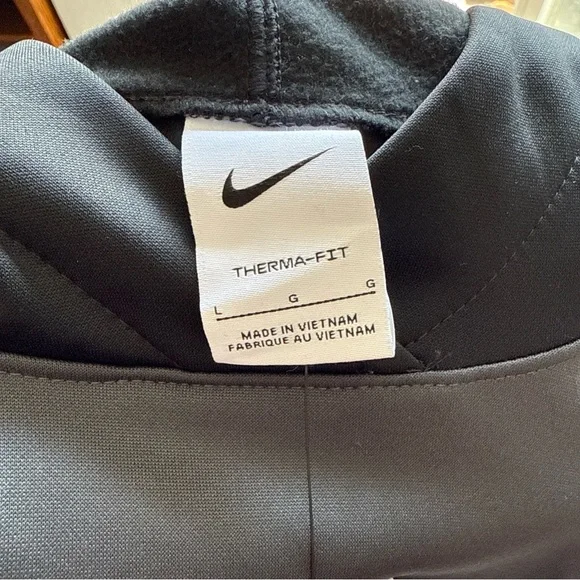 THERMA-FIT
L G G
MADE IN VIETNAM
FABRIQUE AU VIETNAM